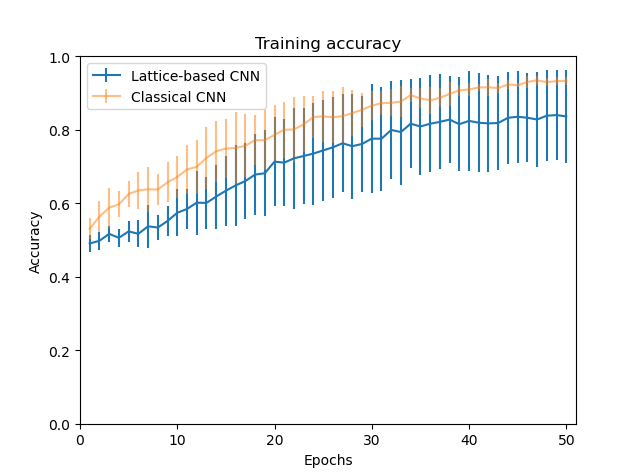 Training accuracy
Lattice-based CNN
Classical CNN
1.0
0.8
0.6
0.4
0.2
0.0
Accuracy
0 10 20 30 40 50
Epochs